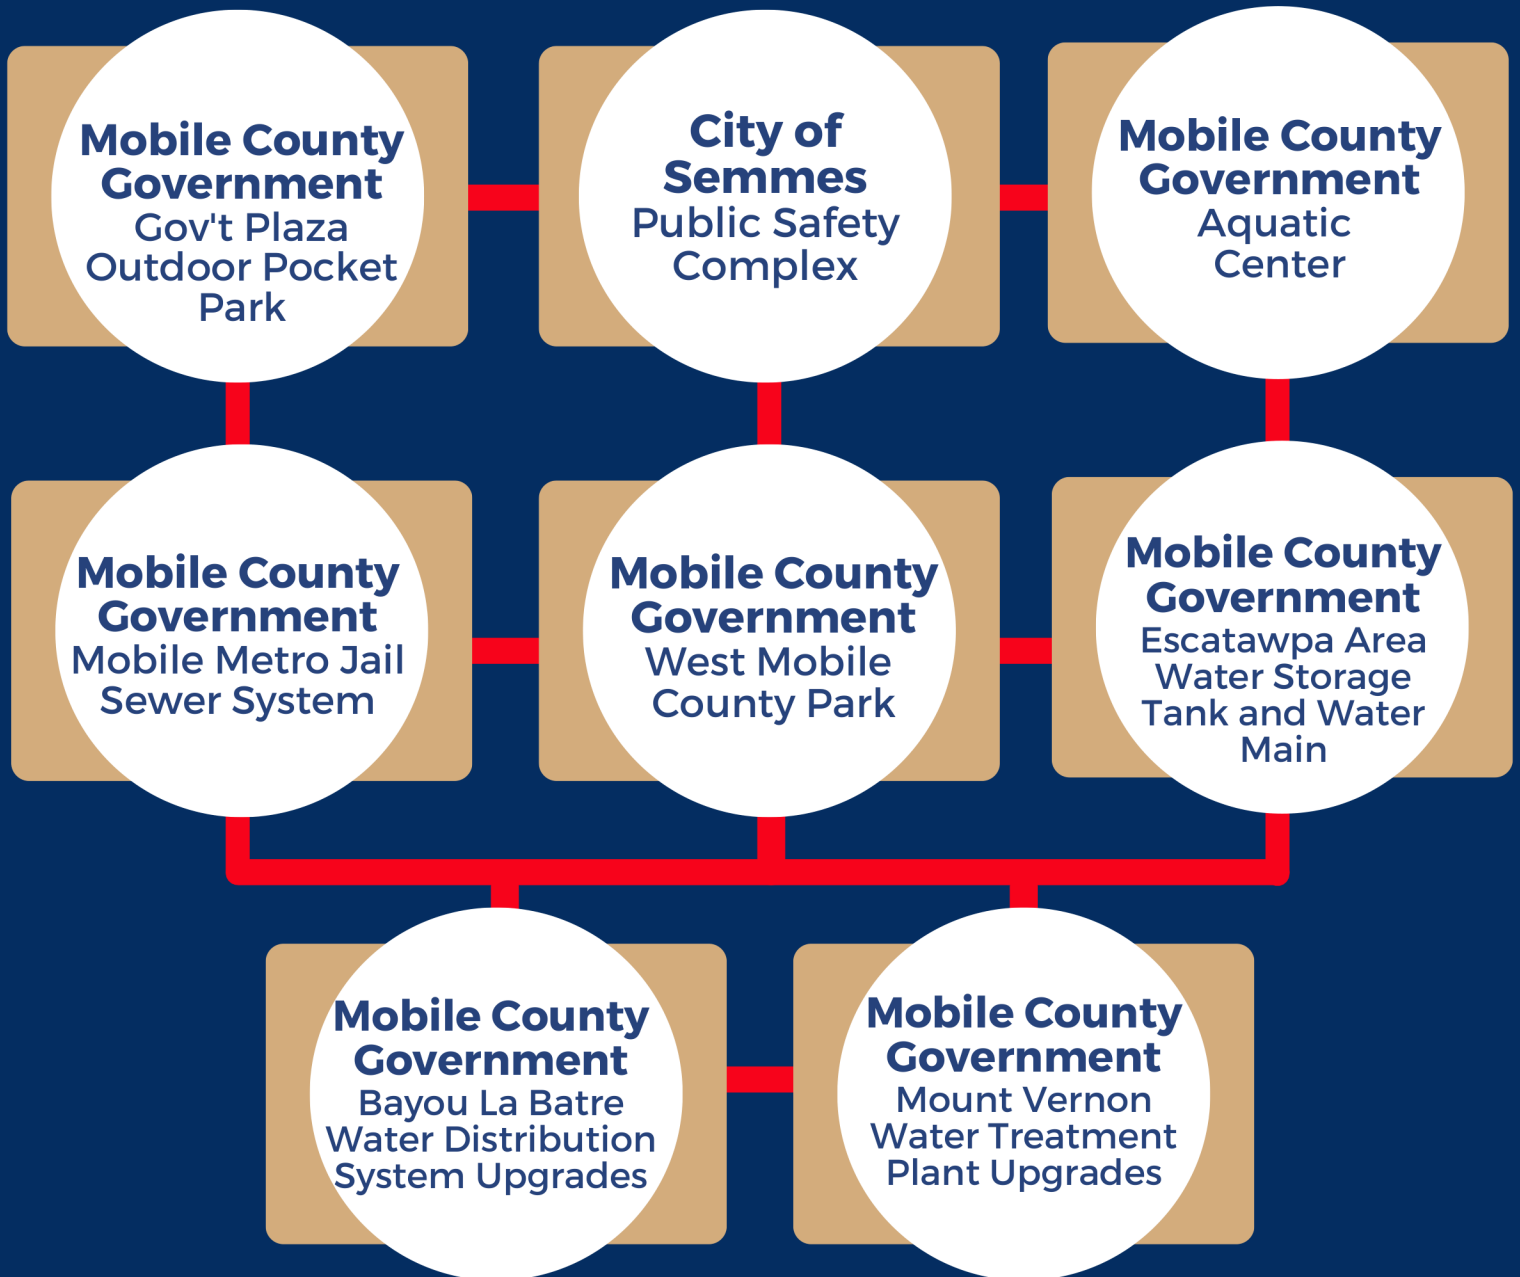 Mobile County
Government
Gov't Plaza
Outdoor Pocket
Park
City of
Semmes
Public Safety
Complex
Mobile County
Government
Aquatic
Center
Mobile County
Government
Mobile Metro Jail
Sewer System
Mobile County
Government
West Mobile
County Park
Mobile County
Government
Escatawpa Area
Water Storage
Tank and Water
Main
Mobile County
Government
Bayou La Batre
Water Distribution
System Upgrades
Mobile County
Government
Mount Vernon
Water Treatment
Plant Upgrades